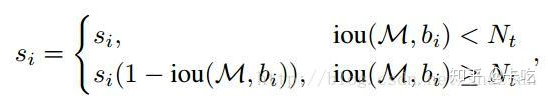 s_i = { s_i, iou(M, b_i) < N_t
s_i(1 − iou(M, b_i)), iou(M, b_i) ≥ N_t ,